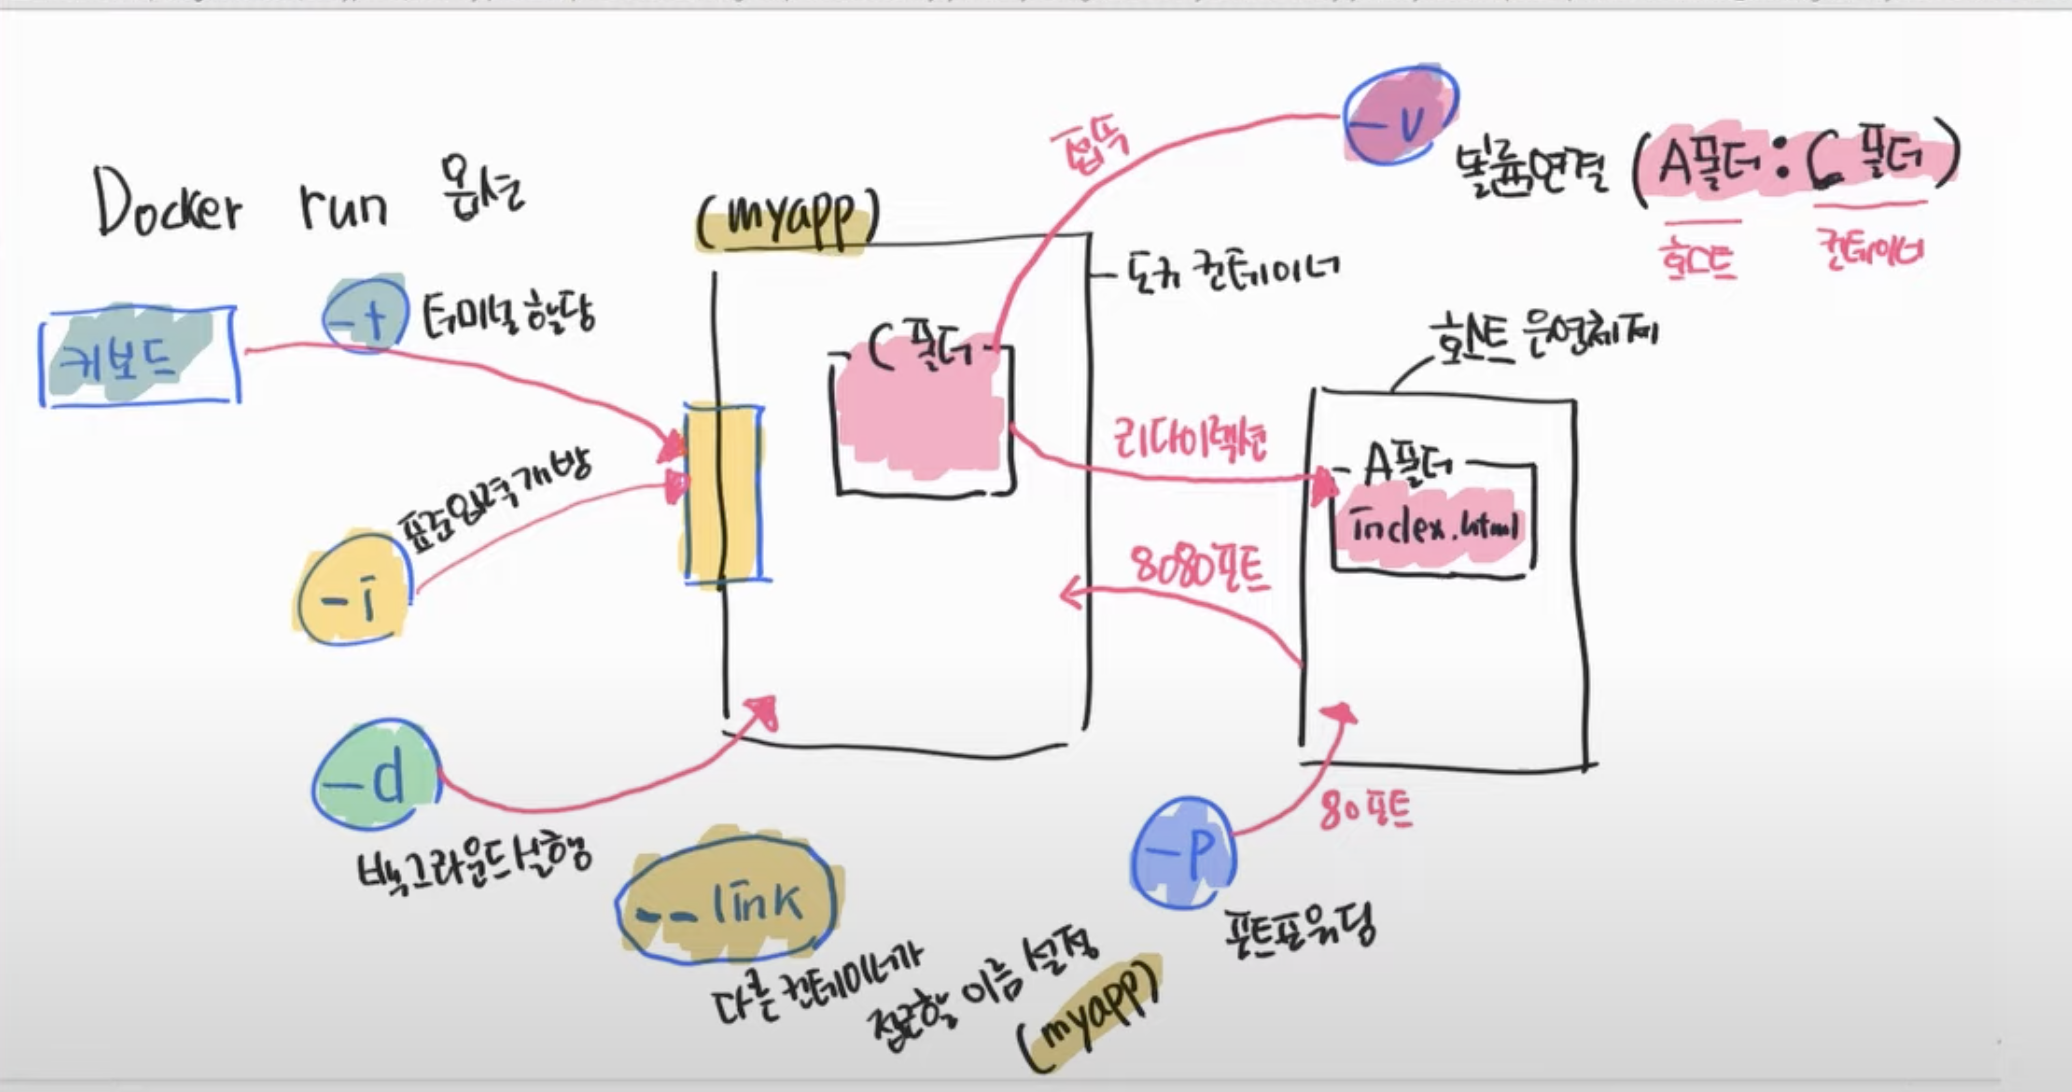 Docker run 옵션
키보드
-t
터미널 할당
-i
표준입력 개방
-d
백그라운드 실행
(myapp)
C 폴더
도커 컨테이너
접속
-v
볼륨연결 (A폴더:C 폴더)
호스트
컨테이너
호스트 운영체제
리다이렉션
A폴더
index.html
8080포트
80포트
-P
포트포워딩
--link
다른 컨테이너가
접근할 이름 설정
(myapp)